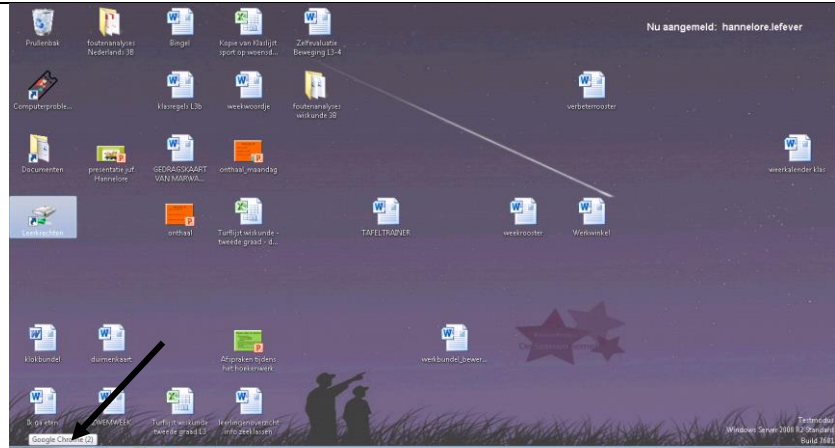 Nu aangemeld: hannelore.lefever
Prullenbak
foutenanalyses
Nederlands 3B
Bingel
Kopie van Klaslijst
sport op woensd...
Zelfevaluatie
Beweging L3-4
Computerproble...
klasregels L3b
weekwoordje
foutenanalyses
wiskunde 3B
verbeterrooster
Documenten
presentatie juf
Hannelore
GEDRAGSKAART
VAN MARWA...
onthaal_maandag
weerkalender klas
Leerkrachten
onthaal
Turflijst wiskunde -
tweede graad - d...
TAFELTRAINER
weekrooster
Werkwinkel
klokbundel
duimenkaart
Afspraken tijdens
het hoekenwerk
werkbundel_bewer...
Ik ga eten
ZWEMWEEK
Turflijst wiskunde
tweede graad L3
leerlingenoverzicht
info zeeklassen
Google Chrome (2)
Testmodus
Windows Server 2008 R2 Standard